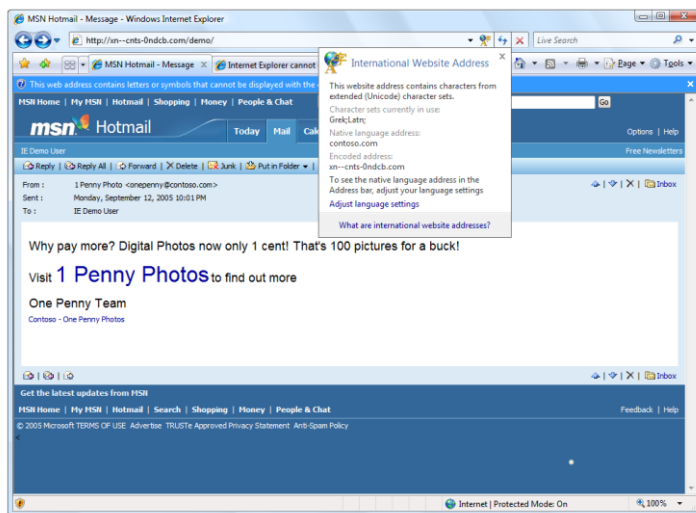 MSN Hotmail - Message - Windows Internet Explorer
http://xn--cnts-0ndcb.com/demo/
Live Search
MSN Hotmail - Message
Internet Explorer cannot
Page
Tools
This web address contains letters or symbols that cannot be displayed with the
International Website Address
This website address contains characters from
extended (Unicode) character sets.
Character sets currently in use:
Grek;Latn;
Native language address:
contoso.com
Encoded address:
xn--cnts-0ndcb.com
To see the native language address in the
Address bar, adjust your language settings
Adjust language settings
What are international website addresses?
MSN Home | My MSN | Hotmail | Shopping | Money | People & Chat
Go
msn Hotmail
Today Mail Cal
Options | Help
IE Demo User
Free Newsletters
Reply | Reply All | Forward | Delete | Junk | Put in Folder
From : 1 Penny Photo <onepenny@contoso.com>
Inbox
Sent : Monday, September 12, 2005 10:01 PM
To : IE Demo User
Why pay more? Digital Photos now only 1 cent! That's 100 pictures for a buck!
Visit 1 Penny Photos to find out more
One Penny Team
Contoso - One Penny Photos
Inbox
Get the latest updates from MSN
MSN Home | My MSN | Hotmail | Search | Shopping | Money | People & Chat
Feedback | Help
© 2005 Microsoft TERMS OF USE Advertise TRUSTe Approved Privacy Statement Anti-Spam Policy
<
Internet | Protected Mode: On
100%